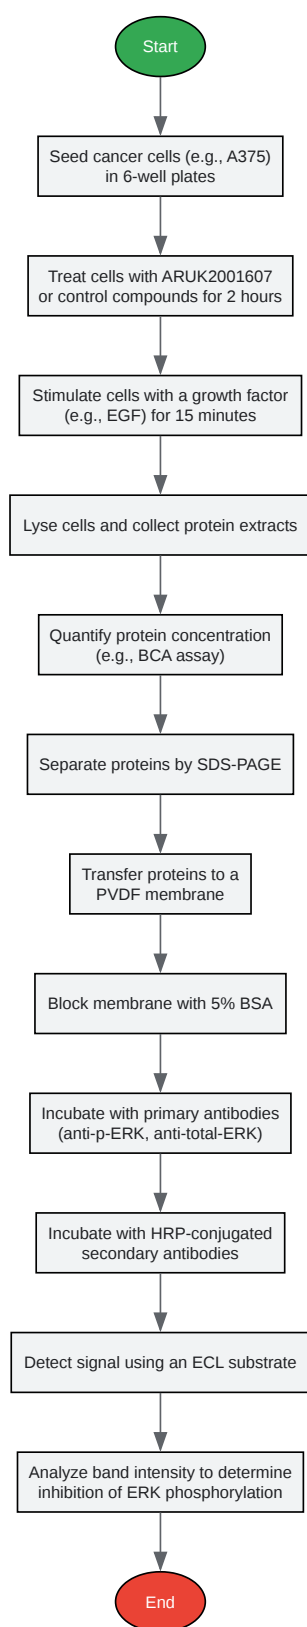 Start
Seed cancer cells (e.g., A375)
in 6-well plates
Treat cells with ARUK2001607
or control compounds for 2 hours
Stimulate cells with a growth factor
(e.g., EGF) for 15 minutes
Lyse cells and collect protein extracts
Quantify protein concentration
(e.g., BCA assay)
Separate proteins by SDS-PAGE
Transfer proteins to a
PVDF membrane
Block membrane with 5% BSA
Incubate with primary antibodies
(anti-p-ERK, anti-total-ERK)
Incubate with HRP-conjugated
secondary antibodies
Detect signal using an ECL substrate
Analyze band intensity to determine
inhibition of ERK phosphorylation
End